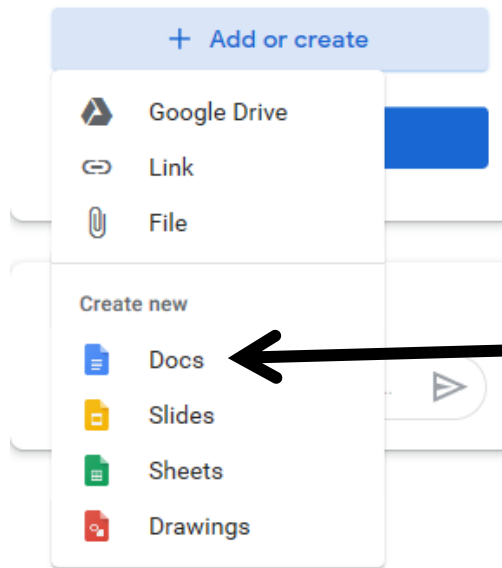 + Add or create
Google Drive
Link
File
Create new
Docs
Slides
Sheets
Drawings